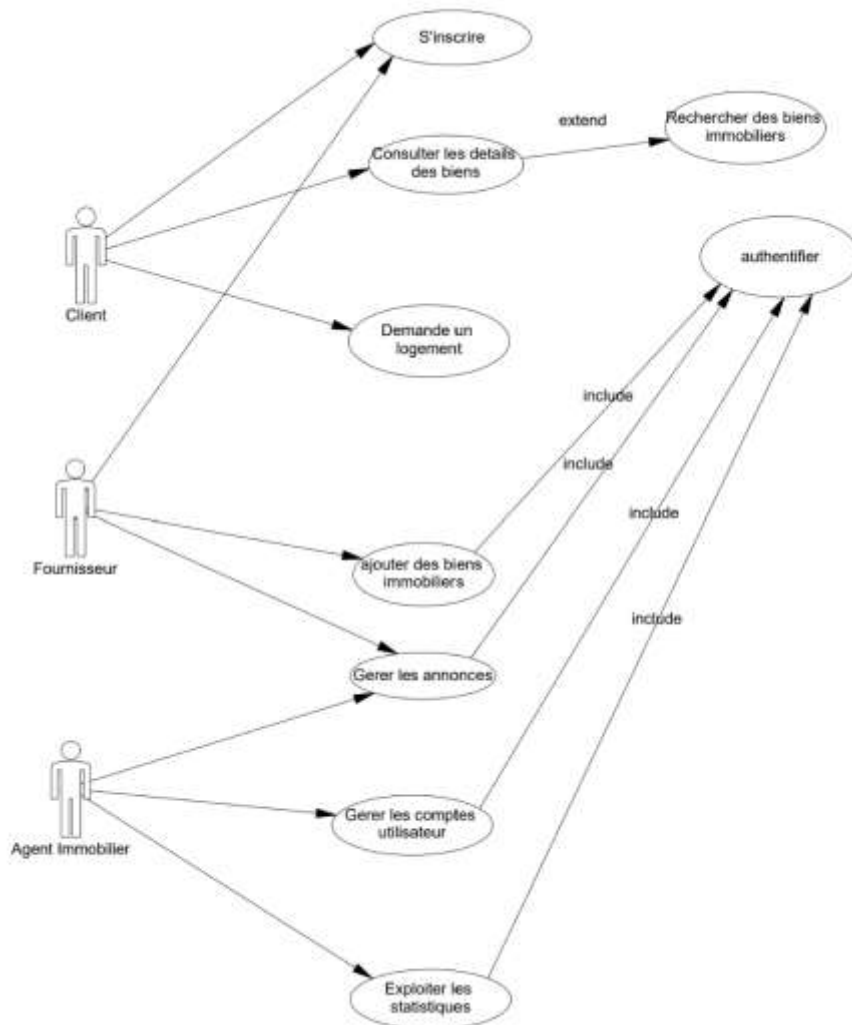 S'inscrire
extend
Rechercher des biens
immobiliers
Consulter les details
des biens
authentifier
Client
Demande un
logement
include
include
include
Fournisseur
ajouter des biens
immobiliers
include
Gerer les annonces
Gerer les comptes
utilisateur
Agent Immobilier
Exploiter les
statistiques